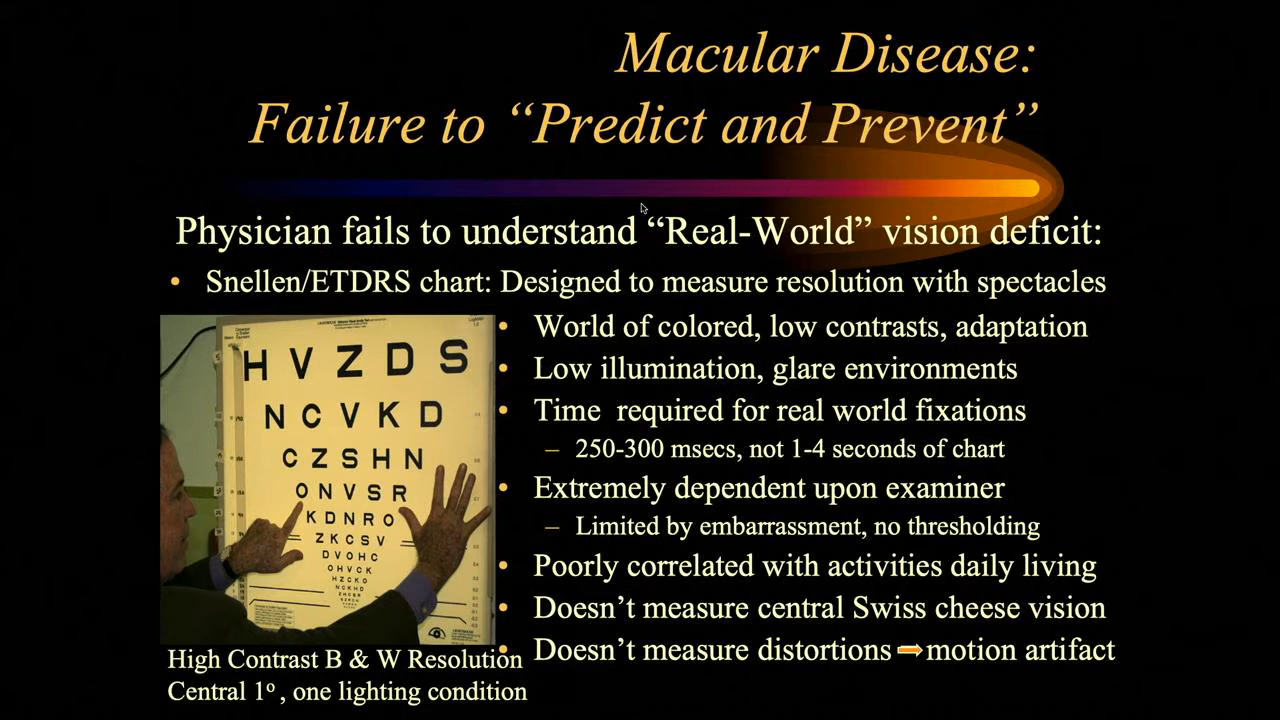 Macular Disease:
Failure to “Predict and Prevent”
Physician fails to understand “Real-World” vision deficit:
• Snellen/ETDRS chart: Designed to measure resolution with spectacles
H V Z D S
N C V K D
C Z S H N
O N V S R
K D N R O
Z K C S V
D V O H C
O H V C K
H Z C K O
N C K H D
• World of colored, low contrasts, adaptation
• Low illumination, glare environments
• Time required for real world fixations
– 250-300 msecs, not 1-4 seconds of chart
• Extremely dependent upon examiner
– Limited by embarrassment, no thresholding
• Poorly correlated with activities daily living
• Doesn’t measure central Swiss cheese vision
• Doesn’t measure distortions ➡ motion artifact
High Contrast B & W Resolution
Central 1º , one lighting condition